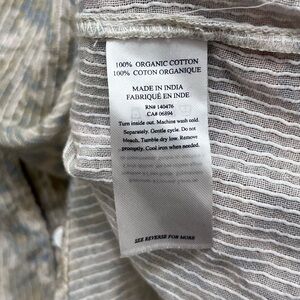 100% ORGANIC COTTON
100% COTON ORGANIQUE
MADE IN INDIA
FABRIQUÉ EN INDE
RN# 140476
CA# 06894
Turn inside out. Machine wash cold.
Separately. Gentle cycle. Do not
bleach. Tumble dry low. Remove
promptly. Cool iron when needed.
SEE REVERSE FOR MORE